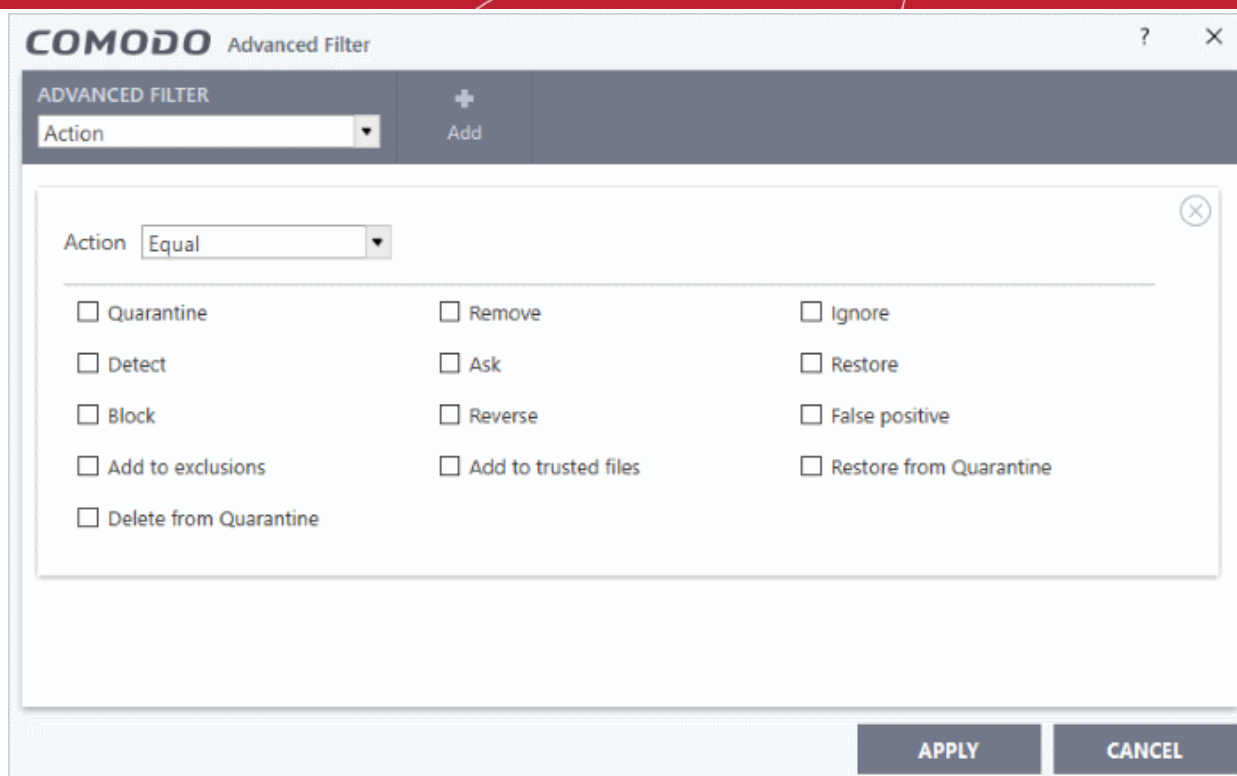 COMODO Advanced Filter ?
ADVANCED FILTER
Action
Add
Action Equal
Quarantine Remove Ignore
Detect Ask Restore
Block Reverse False positive
Add to exclusions Add to trusted files Restore from Quarantine
Delete from Quarantine
APPLY CANCEL